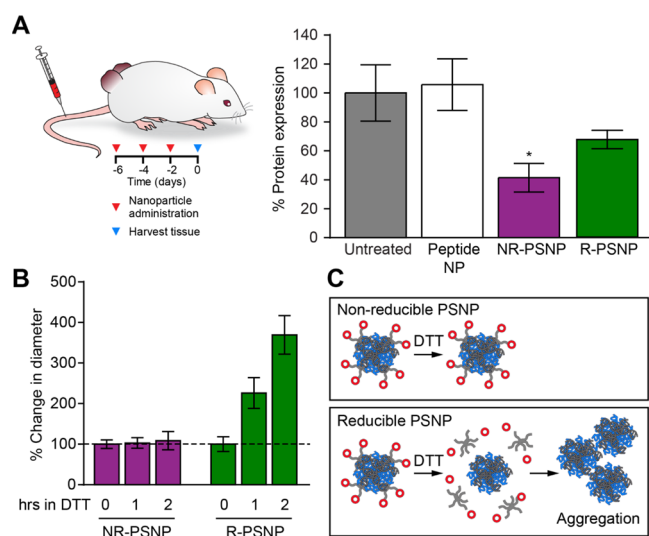 A
-6 -4 -2 0
Time (days)
Nanoparticle
administration
Harvest tissue
% Protein expression
140
120
100
80
60
40
20
0
*
Untreated
Peptide
NP
NR-PSNP
R-PSNP
B
% Change in diameter
500
400
300
200
100
0
hrs in DTT 0 1 2 0 1 2
NR-PSNP R-PSNP
C
Non-reducible PSNP
DTT
Reducible PSNP
DTT
Aggregation